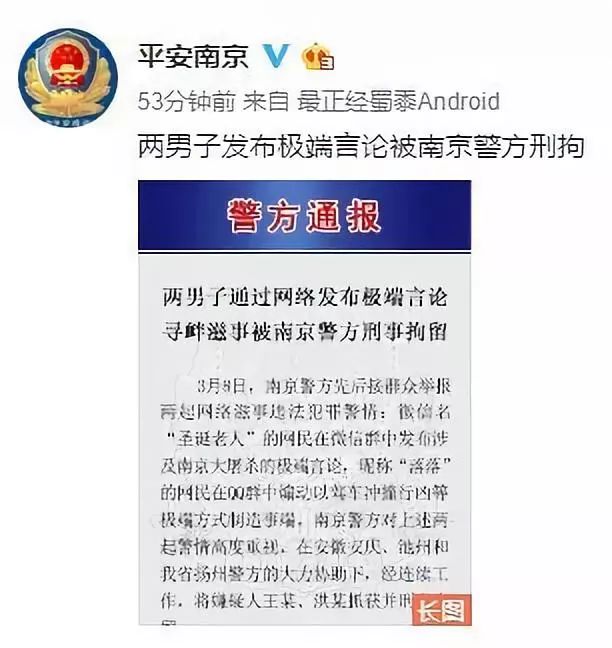 平安南京
53分钟前 来自 最正经蜀黍Android
两男子发布极端言论被南京警方刑拘
警方通报
两男子通过网络发布极端言论
寻衅滋事被南京警方刑事拘留
3月8日，南京警方先后接群众举报
两起网络滋事违法犯罪警情：微信名
“圣诞老人”的网民在微信群中发布涉
及南京大屠杀的极端言论，昵称“落落”
的网民在QQ群中煽动以驾车冲撞行凶等
极端方式制造事端，南京警方对上述两
起警情高度重视，在安徽安庆、池州和
我省扬州警方的大力协助下，经连续工
作，将嫌疑人王某、洪某抓获并刑
长图